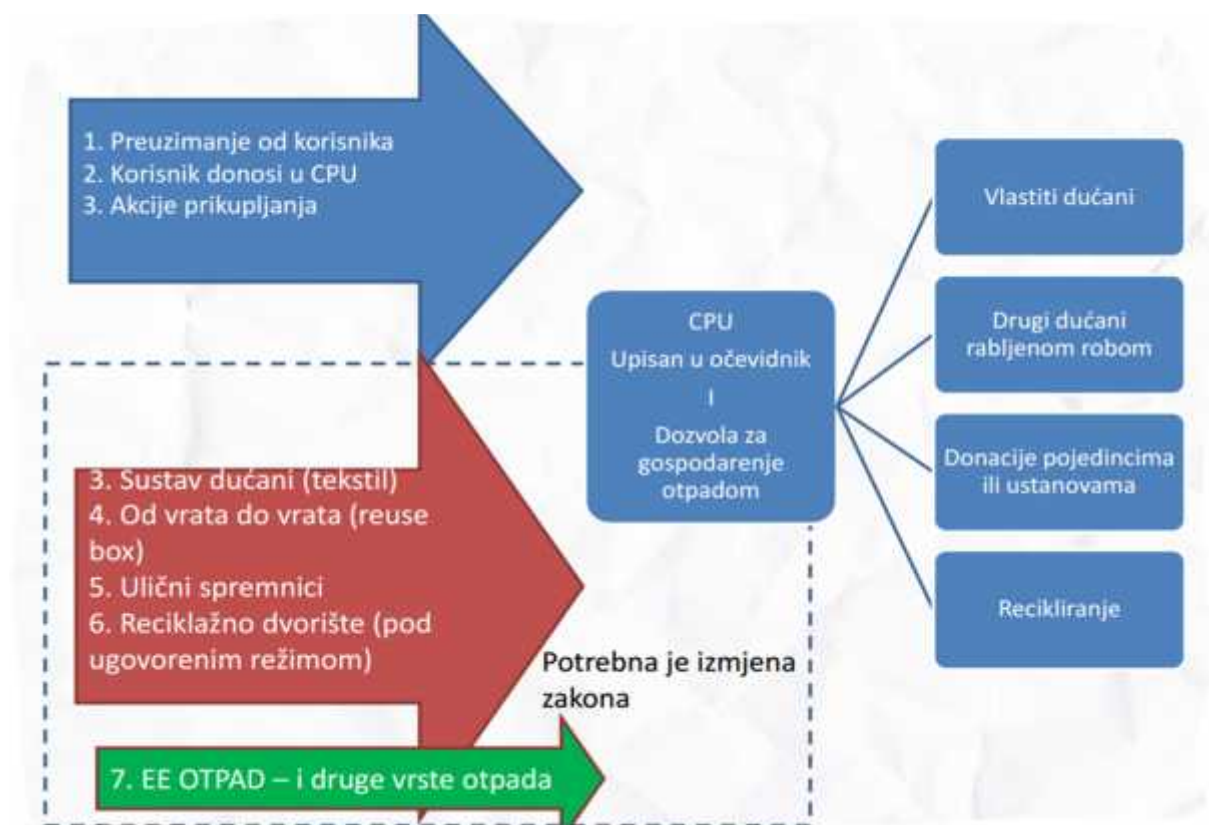 1. Preuzimanje od korisnika
2. Korisnik donosi u CPU
3. Akcije prikupljanja
3. Sustav dućani (tekstil)
4. Od vrata do vrata (reuse
box)
5. Ulični spremnici
6. Reciklažno dvorište (pod
ugovorenim režimom)
7. EE OTPAD – i druge vrste otpada
Potrebna je izmjena
zakona
CPU
Upisan u očevidnik
I
Dozvola za
gospodarenje
otpadom
Vlastiti dućani
Drugi dućani
rabljenom robom
Donacije pojedincima
ili ustanovama
Recikliranje